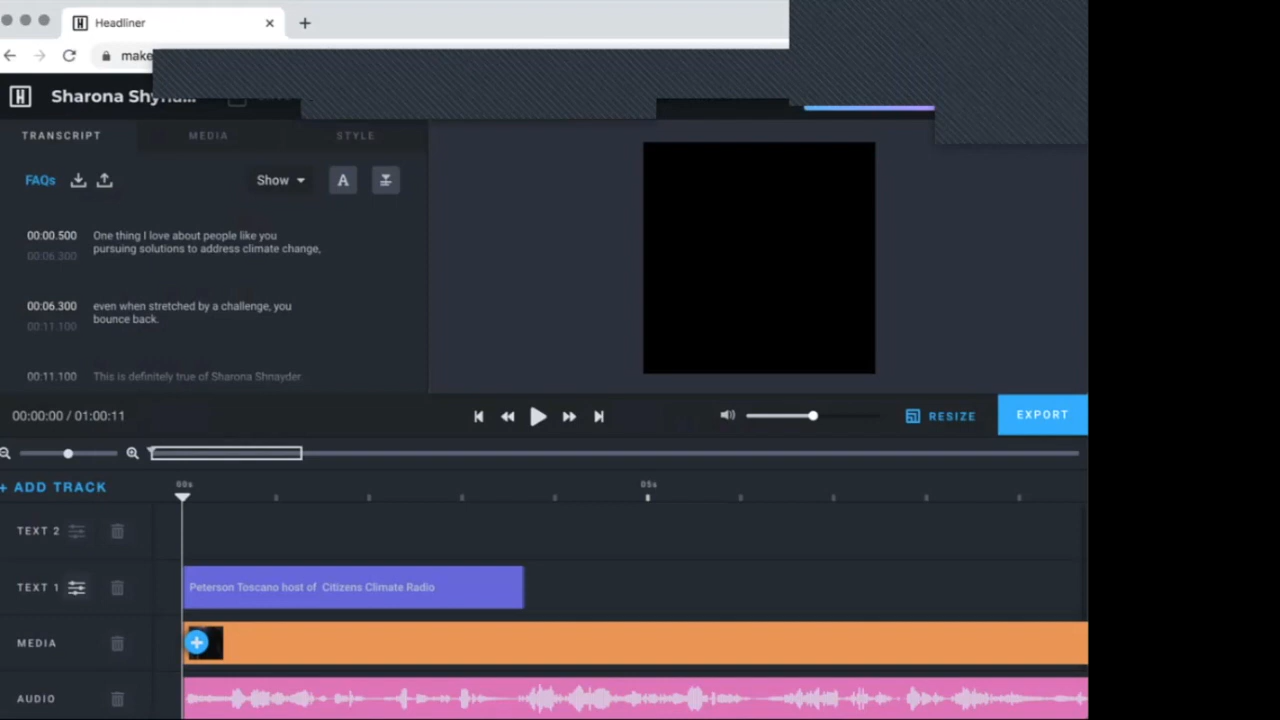 Headliner
make
Sharona Shynd...
TRANSCRIPT
MEDIA
STYLE
FAQs
Show
A
00:00.500
One thing I love about people like you
00:06.300
pursuing solutions to address climate change,
00:06.300
even when stretched by a challenge, you
00:11.100
bounce back.
00:11.100
This is definitely true of Sharona Shnayder
00:00:00 / 01:00:11
RESIZE
EXPORT
+ ADD TRACK
00s
05s
TEXT 2
TEXT 1
Peterson Toscano host of Citizens Climate Radio
MEDIA
AUDIO